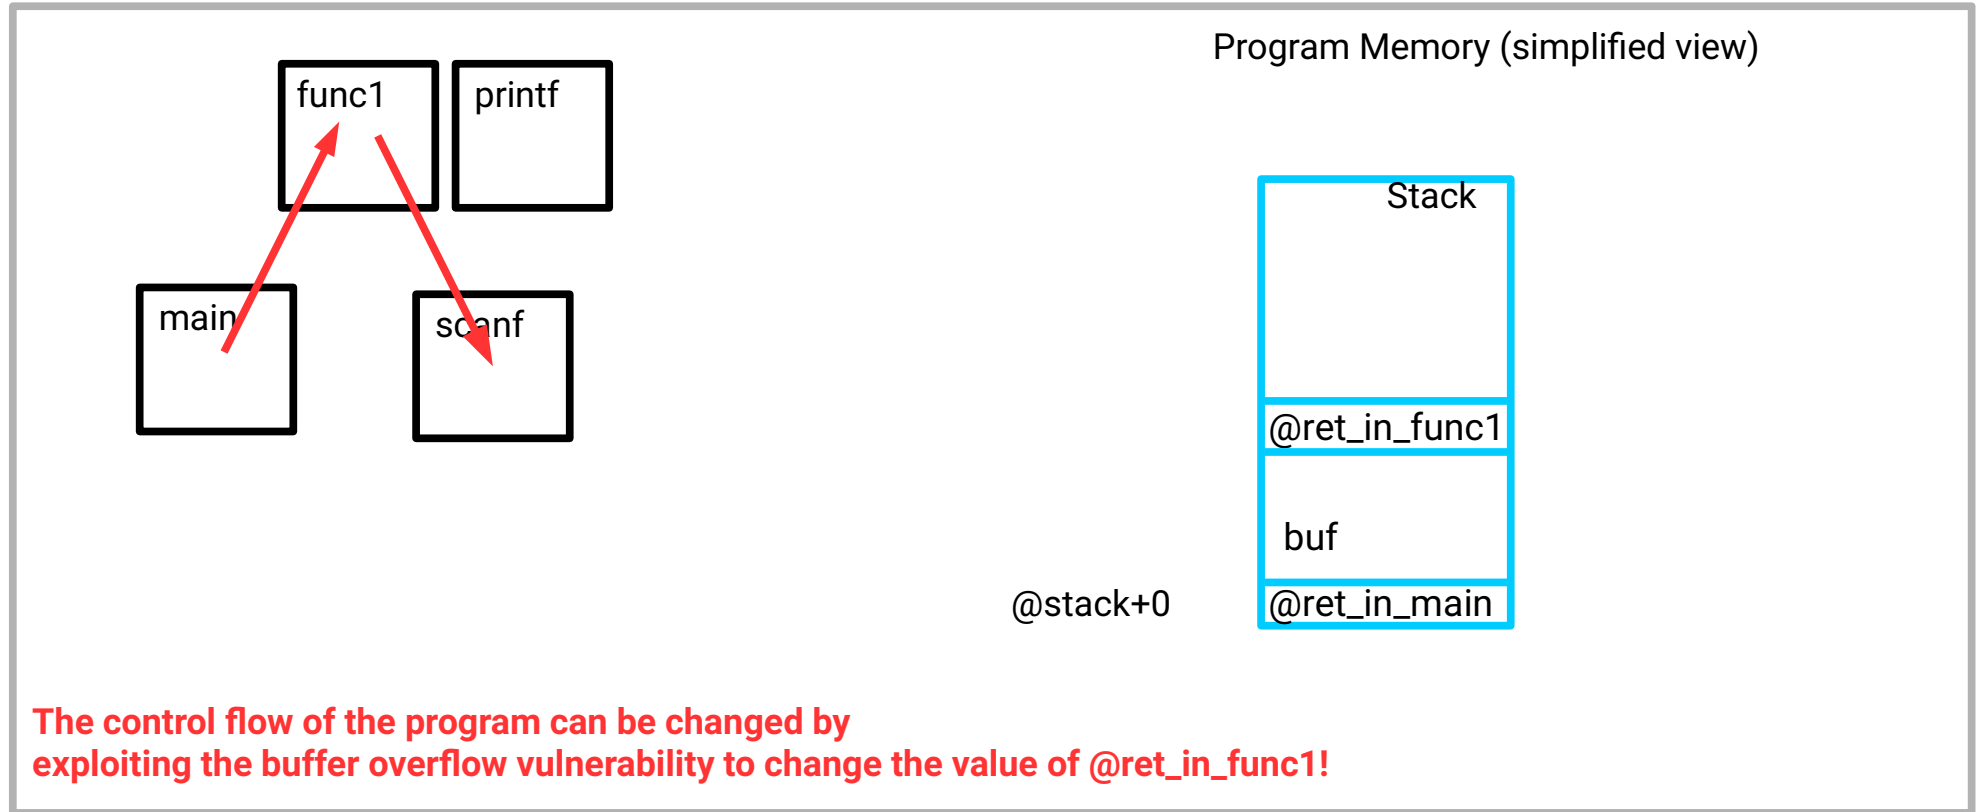 Program Memory (simplified view)
func1
printf
main
scanf
Stack
@ret_in_func1
buf
@stack+0
@ret_in_main
The control flow of the program can be changed by
exploiting the buffer overflow vulnerability to change the value of @ret_in_func1!